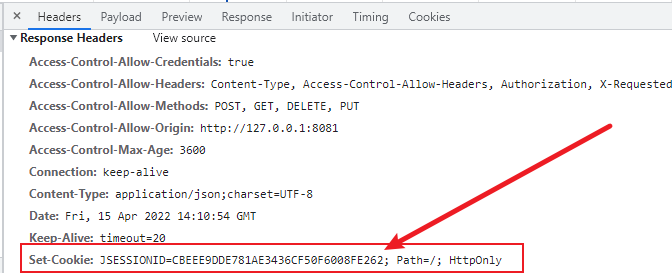 × Headers Payload Preview Response Initiator Timing Cookies
▼ Response Headers View source
Access-Control-Allow-Credentials: true
Access-Control-Allow-Headers: Content-Type, Access-Control-Allow-Headers, Authorization, X-Requested
Access-Control-Allow-Methods: POST, GET, DELETE, PUT
Access-Control-Allow-Origin: http://127.0.0.1:8081
Access-Control-Max-Age: 3600
Connection: keep-alive
Content-Type: application/json;charset=UTF-8
Date: Fri, 15 Apr 2022 14:10:54 GMT
Keep-Alive: timeout=20
Set-Cookie: JSESSIONID=CBEEE9DDE781AE3436CF50F6008FE262; Path=/; HttpOnly